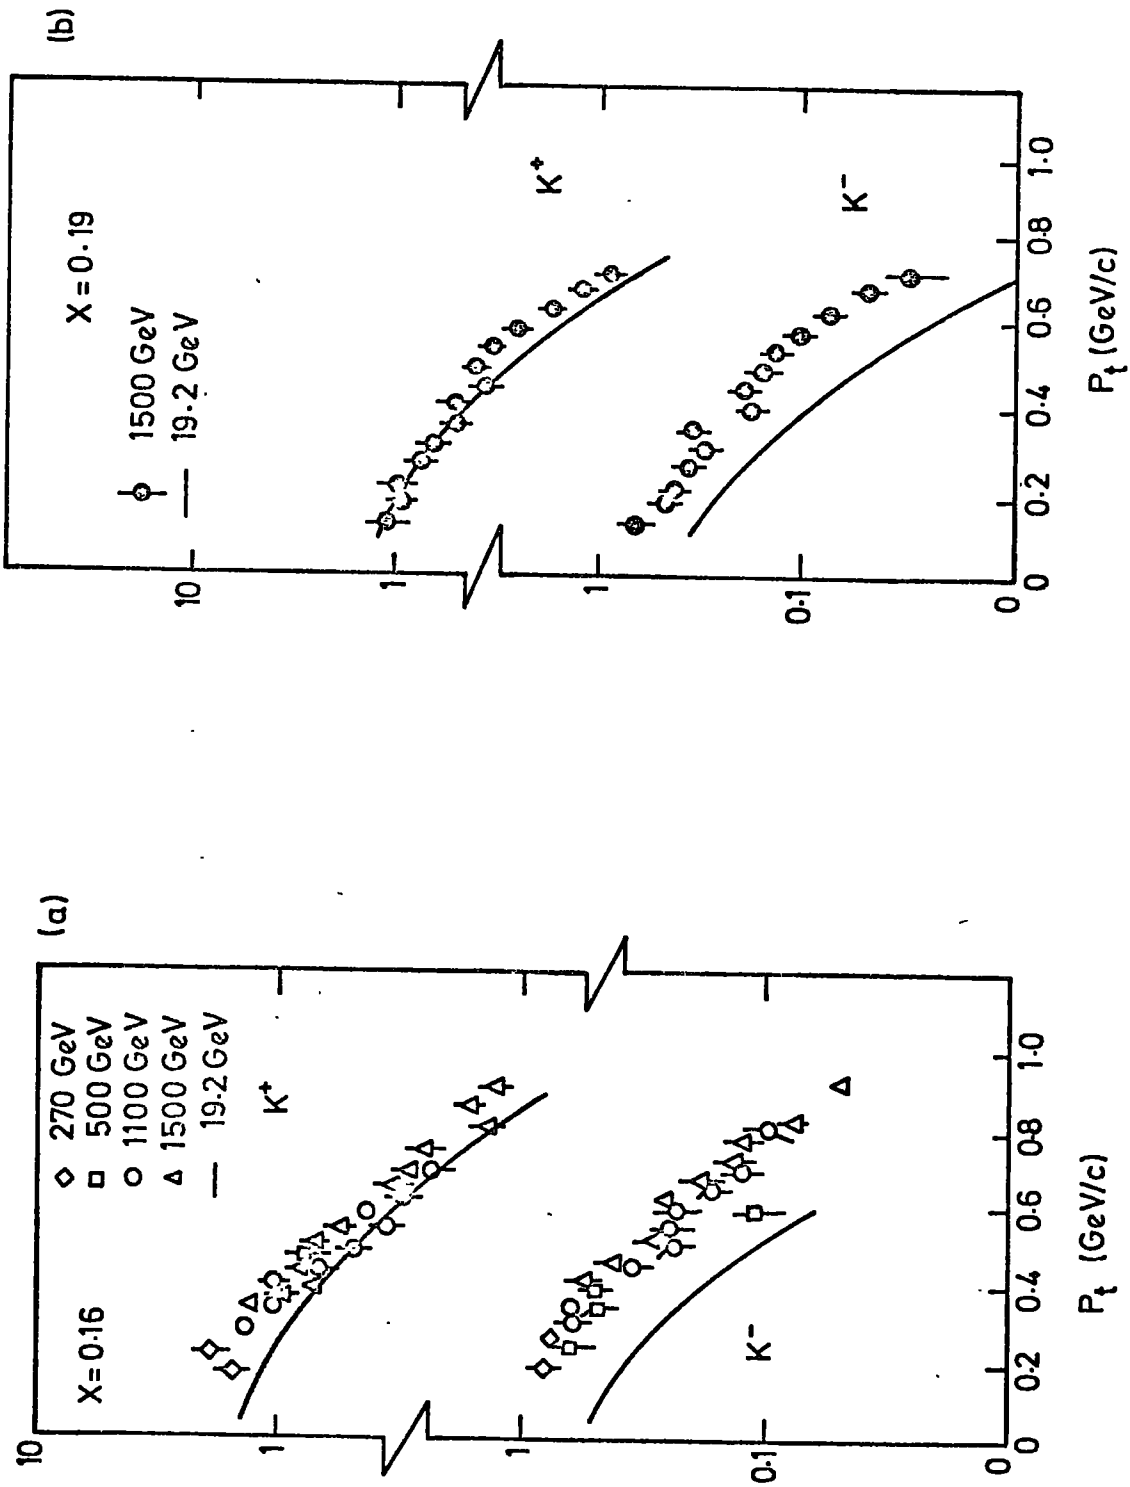 (a)
X = 0·16
◇ 270 GeV
□ 500 GeV
○ 1100 GeV
△ 1500 GeV
— 19·2 GeV
K⁺
K⁻
10
1
1
0·1
0
0
0·2
0·4
0·6
0·8
1·0
Pₜ (GeV/c)
(b)
X = 0·19
1500 GeV
— 19·2 GeV
K⁺
K⁻
10
1
1
0·1
0
0
0·2
0·4
0·6
0·8
1·0
Pₜ (GeV/c)